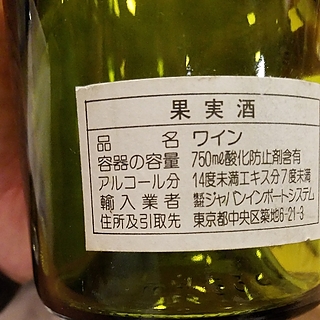 果実酒
品 名 ワイン
容器の容量 750ml酸化防止剤含有
アルコール分 14度未満エキス分7度未満
輸入業者 株式会社ジャパンインポートシステム
住所及引取先 東京都中央区築地6-21-3